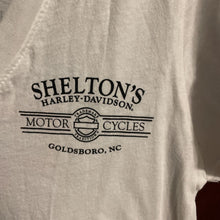 SHELTON'S
HARLEY-DAVIDSON
MOTOR CYCLES
GOLDSBORO, NC